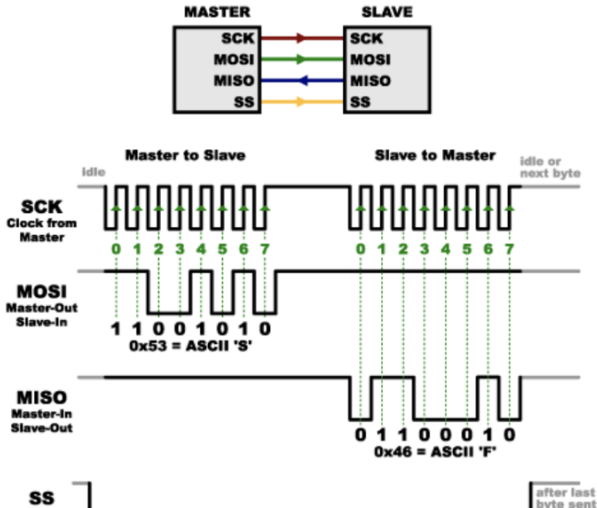 MASTER SLAVE
SCK SCK
MOSI MOSI
MISO MISO
SS SS
Master to Slave Slave to Master
idle idle or
next byte
SCK
Clock from
Master
0 1 2 3 4 5 6 7 0 1 2 3 4 5 6 7
MOSI
Master-Out
Slave-In
1 1 0 0 1 0 1 0
0x53 = ASCII 'S'
MISO
Master-In
Slave-Out
0 1 1 0 0 0 1 0
0x46 = ASCII 'F'
SS
after last
byte sent